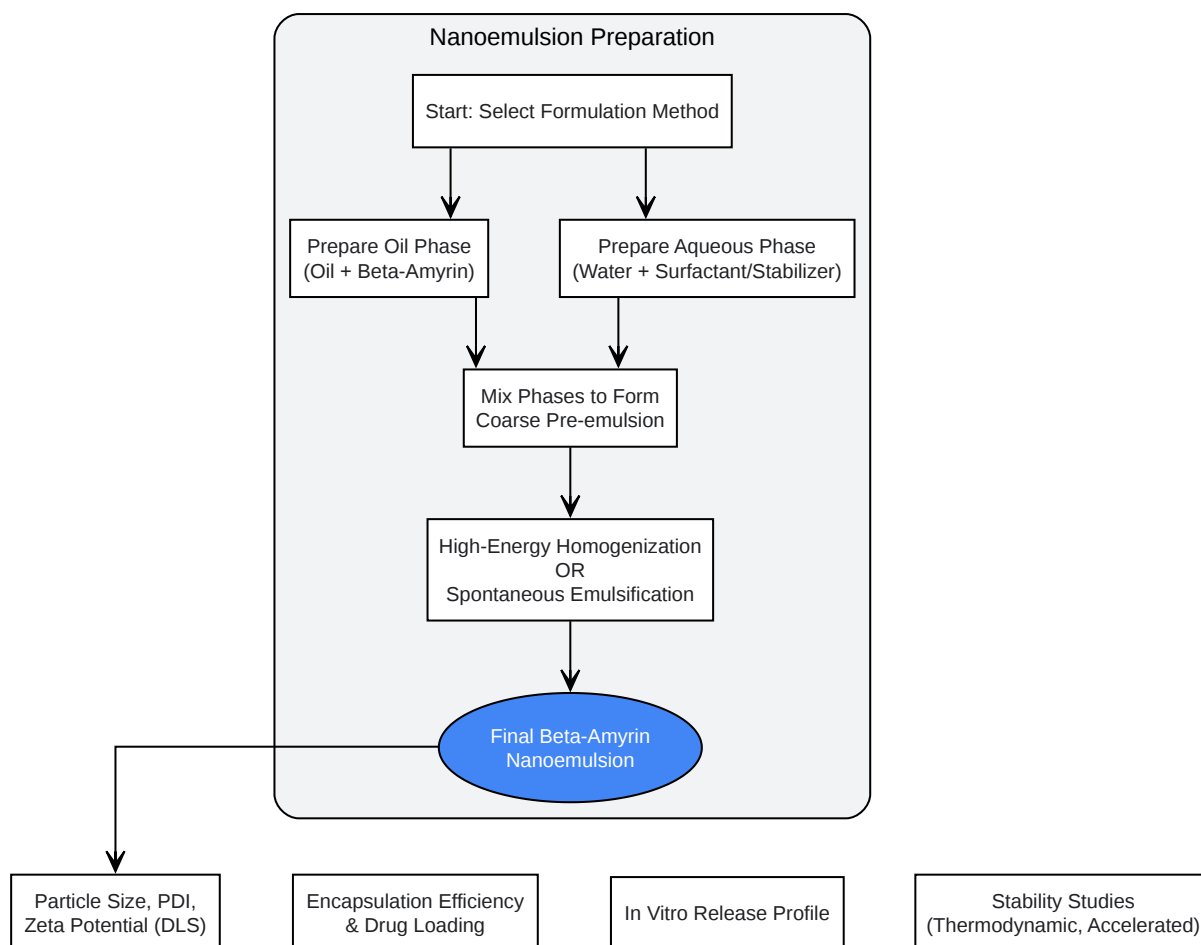 Nanoemulsion Preparation
Start: Select Formulation Method
Prepare Oil Phase
(Oil + Beta-Amyrin)
Prepare Aqueous Phase
(Water + Surfactant/Stabilizer)
Mix Phases to Form
Coarse Pre-emulsion
High-Energy Homogenization
OR
Spontaneous Emulsification
Final Beta-Amyrin
Nanoemulsion
Particle Size, PDI,
Zeta Potential (DLS)
Encapsulation Efficiency
& Drug Loading
In Vitro Release Profile
Stability Studies
(Thermodynamic, Accelerated)